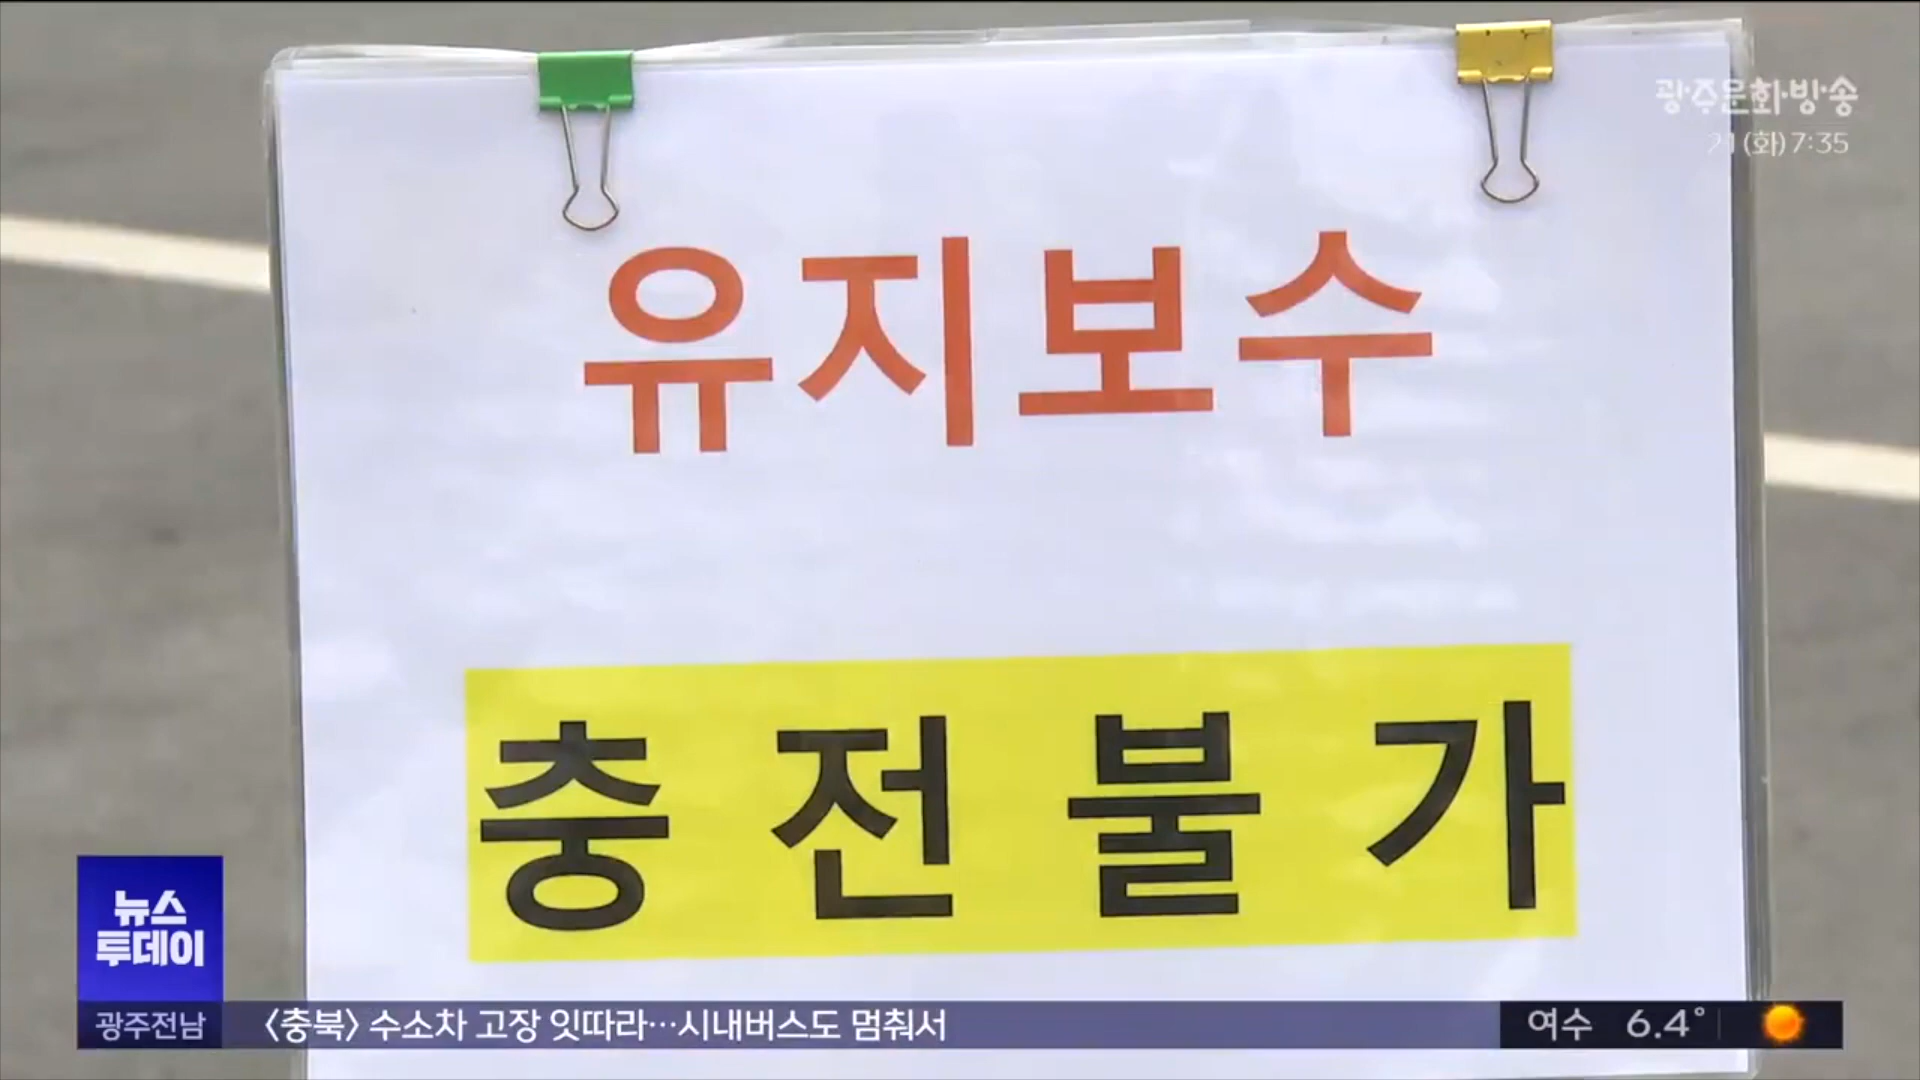 광주문화방송
21(화)7:35
유지보수
충전불가
뉴스
투데이
광주전남
〈충북〉 수소차 고장 잇따라…시내버스도 멈춰서
여수 6.4°